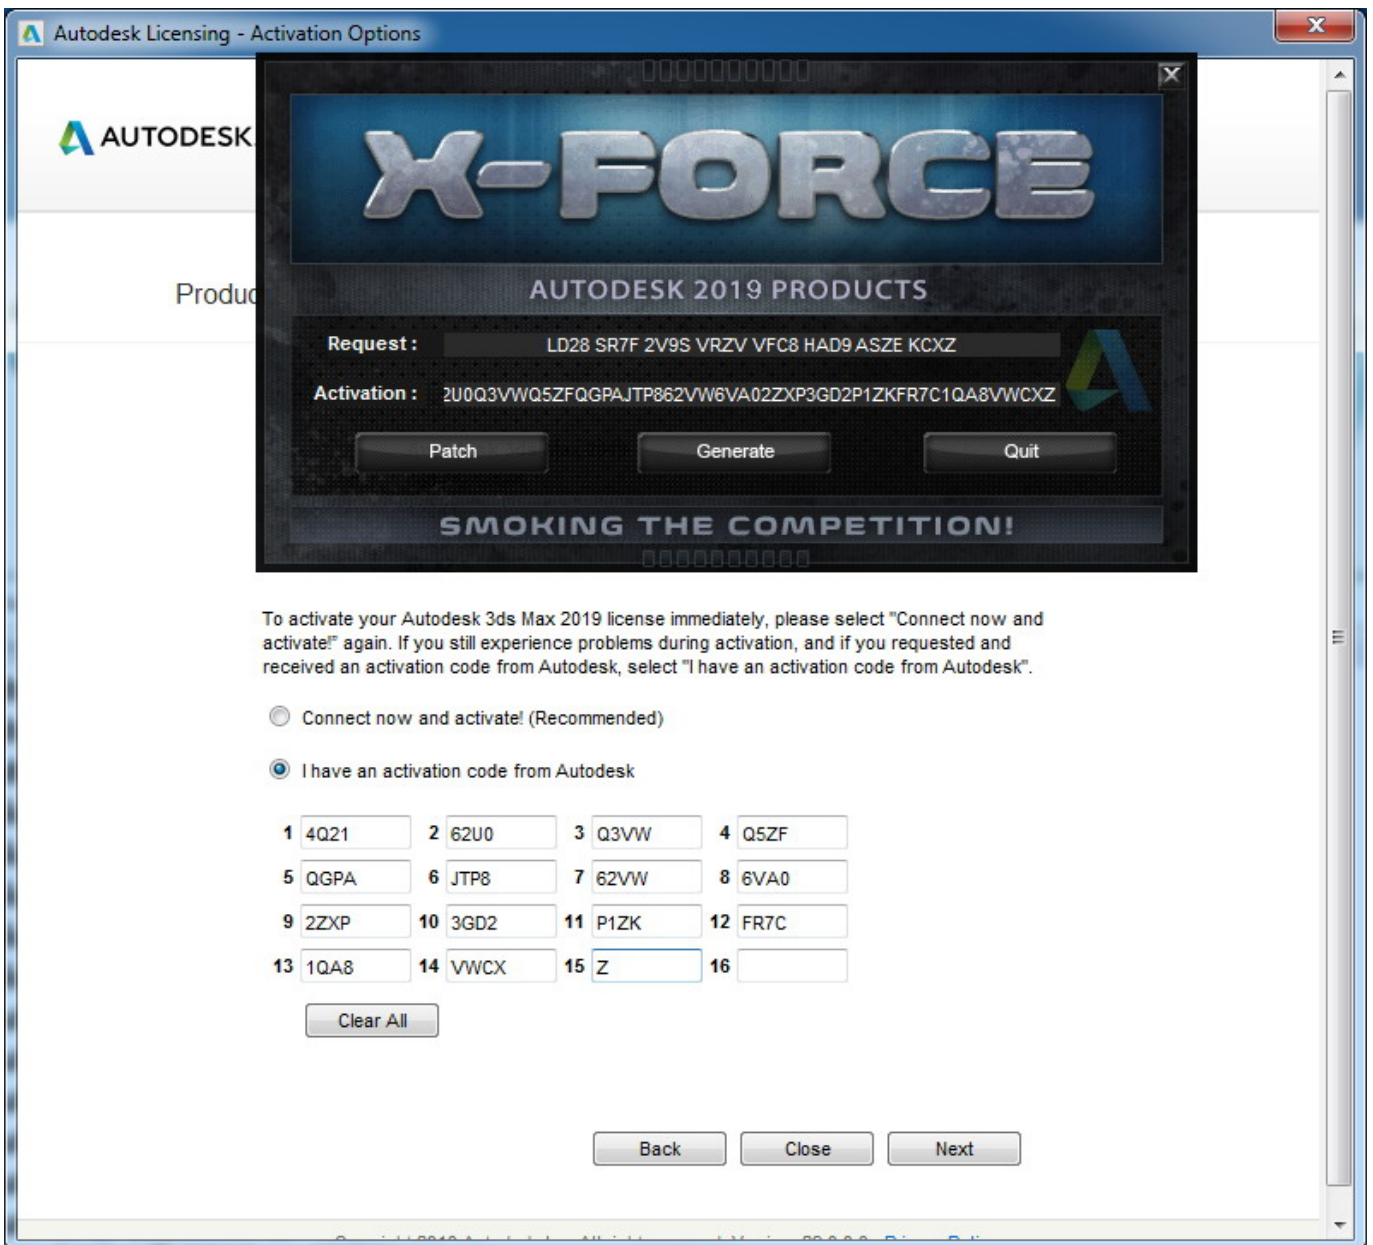 Autodesk Licensing - Activation Options
AUTODESK.
X-FORCE
AUTODESK 2019 PRODUCTS
Produc
Request : LD28 SR7F 2V9S VRZV VFC8 HAD9 ASZE KCXZ
Activation : 2U0Q3VWQ5ZFQGPAJTP862VW6VA02ZXP3GD2P1ZKFR7C1QA8VWCXZ
Patch Generate Quit
SMOKING THE COMPETITION!
To activate your Autodesk 3ds Max 2019 license immediately, please select "Connect now and
activate!" again. If you still experience problems during activation, and if you requested and
received an activation code from Autodesk, select "I have an activation code from Autodesk".
Connect now and activate! (Recommended)
I have an activation code from Autodesk
1 4Q21 2 62U0 3 Q3VW 4 Q5ZF
5 QGPA 6 JTP8 7 62VW 8 6VA0
9 2ZXP 10 3GD2 11 P1ZK 12 FR7C
13 1QA8 14 VWCX 15 Z 16
Clear All
Back Close Next